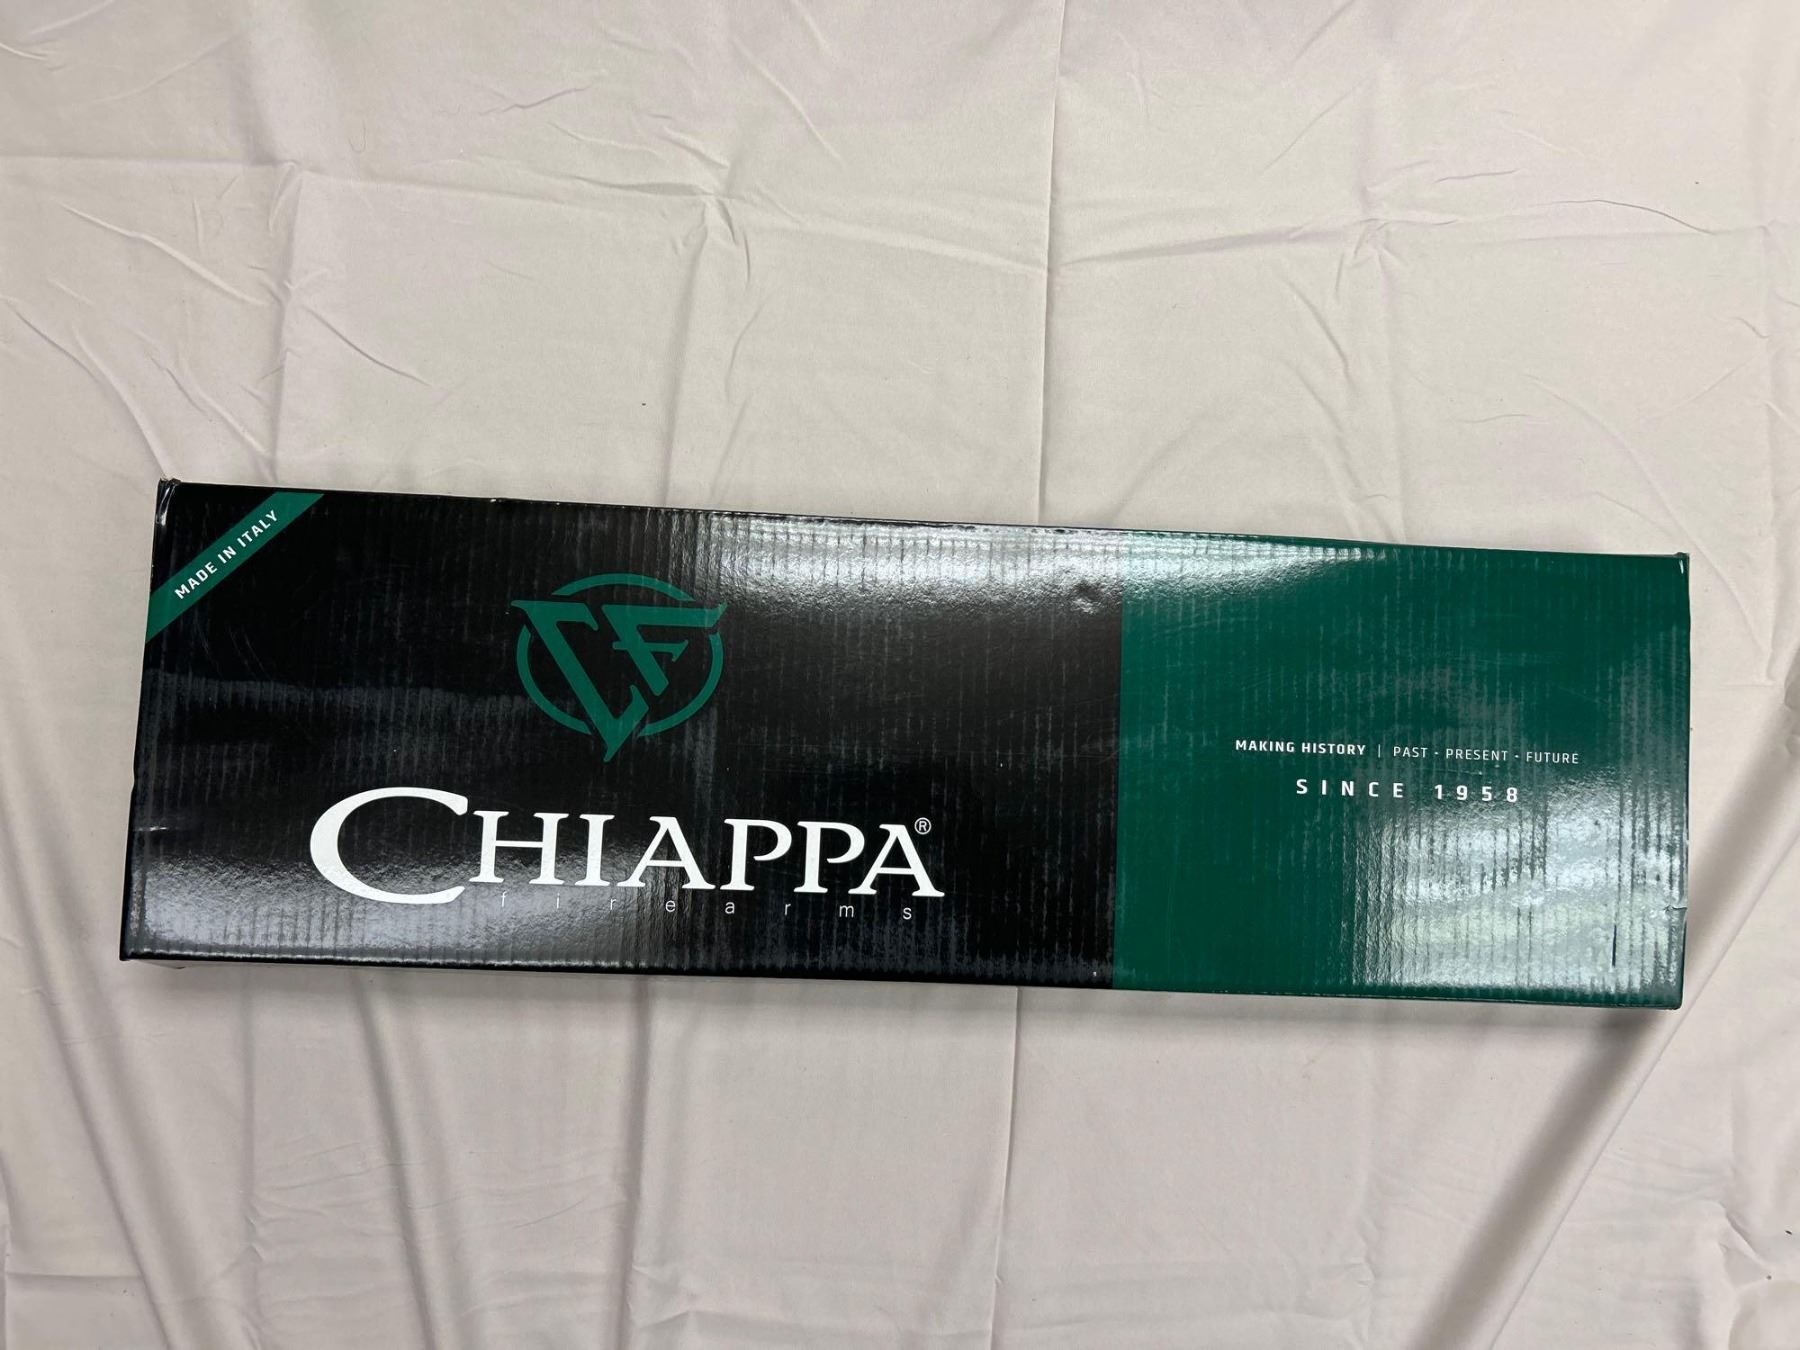 MADE IN ITALY
CF
CHIAPPA®
firearms
MAKING HISTORY | PAST - PRESENT - FUTURE
SINCE 1958